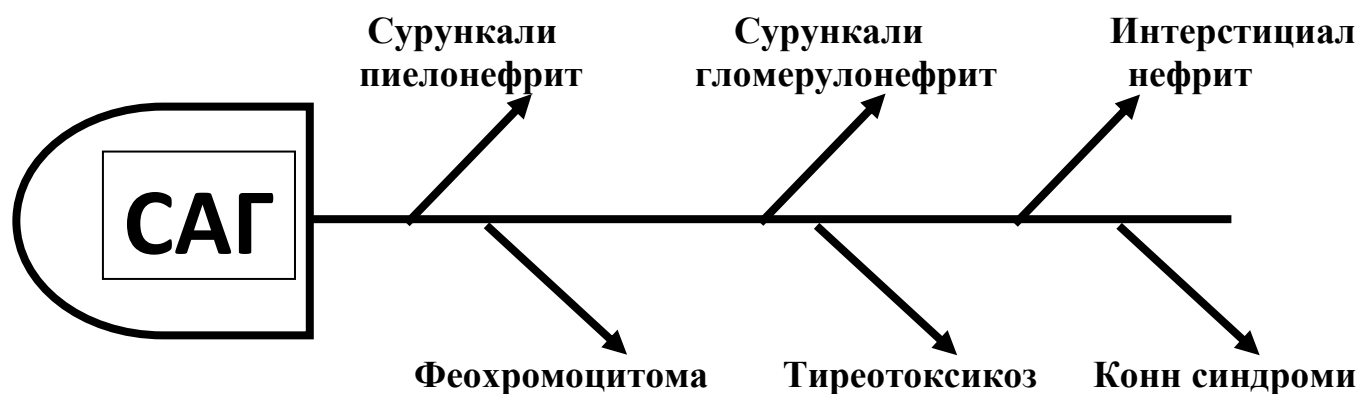 Сурункали
пиелонефрит
Сурункали
гломерулонефрит
Интерстициал
нефрит
САГ
Феохромоцитома
Тиреотоксикоз
Конн синдроми